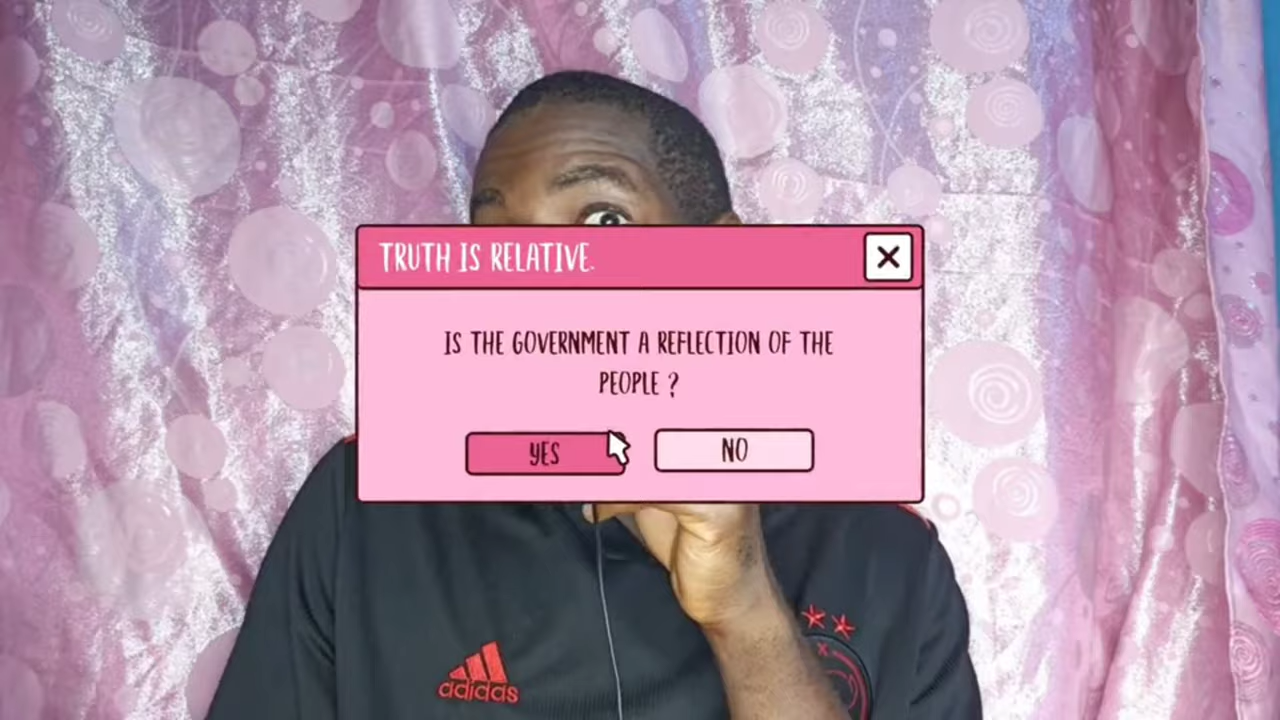 TRUTH IS RELATIVE.
IS THE GOVERNMENT A REFLECTION OF THE
PEOPLE ?
YES
NO
adidas